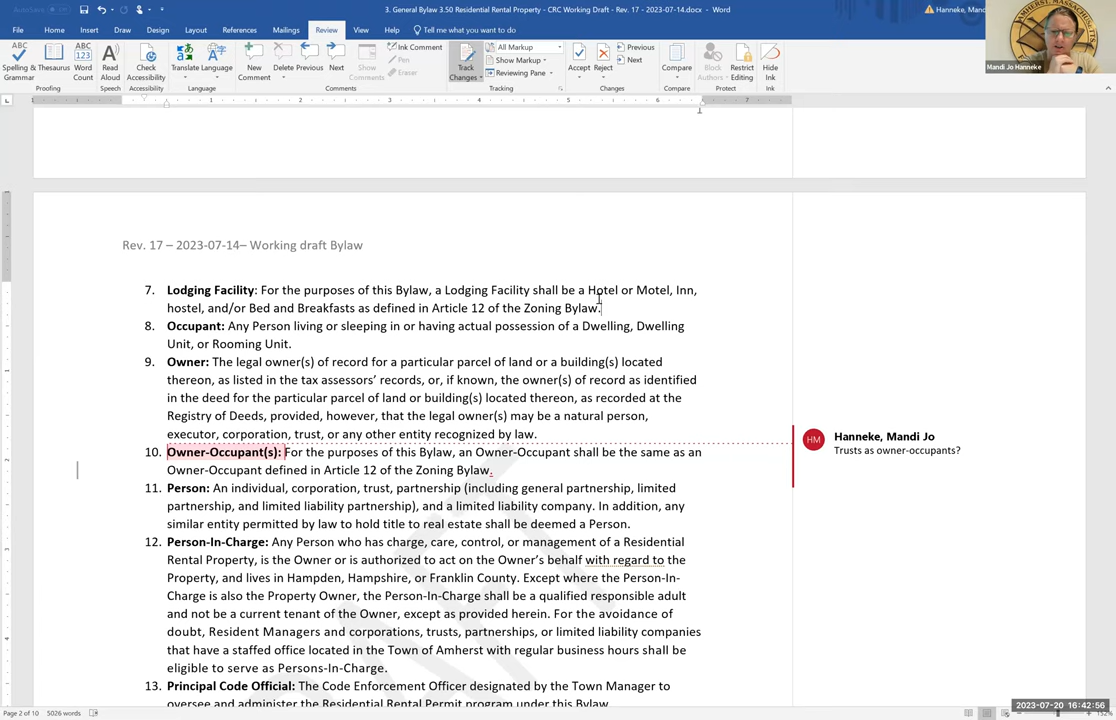 AutoSave Off
3. General Bylaw 3.50 Residential Rental Property - CRC Working Draft - Rev. 17 - 2023-07-14.docx - Word
Hanneke, Mandi
File Home Insert Draw Design Layout References Mailings Review View Help Tell me what you want to do
Spelling & Grammar
Thesaurus
Word Count
Read Aloud
Check Accessibility
Translate
Language
New Comment
Delete
Previous
Next
Show Comments
Ink Comment
Pen
Eraser
Track Changes
All Markup
Show Markup
Reviewing Pane
Accept
Reject
Previous
Next
Compare
Block Authors
Restrict Editing
Hide Ink
Proofing Speech Accessibility Language Comments Tracking Changes Compare Protect Ink
Mandi Jo Hanneke
Rev. 17 – 2023-07-14– Working draft Bylaw
7. Lodging Facility: For the purposes of this Bylaw, a Lodging Facility shall be a Hotel or Motel, Inn,
hostel, and/or Bed and Breakfasts as defined in Article 12 of the Zoning Bylaw.
8. Occupant: Any Person living or sleeping in or having actual possession of a Dwelling, Dwelling
Unit, or Rooming Unit.
9. Owner: The legal owner(s) of record for a particular parcel of land or a building(s) located
thereon, as listed in the tax assessors’ records, or, if known, the owner(s) of record as identified
in the deed for the particular parcel of land or building(s) located thereon, as recorded at the
Registry of Deeds, provided, however, that the legal owner(s) may be a natural person,
executor, corporation, trust, or any other entity recognized by law.
10. Owner-Occupant(s): For the purposes of this Bylaw, an Owner-Occupant shall be the same as an
Owner-Occupant defined in Article 12 of the Zoning Bylaw.
11. Person: An individual, corporation, trust, partnership (including general partnership, limited
partnership, and limited liability partnership), and a limited liability company. In addition, any
similar entity permitted by law to hold title to real estate shall be deemed a Person.
12. Person-In-Charge: Any Person who has charge, care, control, or management of a Residential
Rental Property, is the Owner or is authorized to act on the Owner’s behalf with regard to the
Property, and lives in Hampden, Hampshire, or Franklin County. Except where the Person-In-
Charge is also the Property Owner, the Person-In-Charge shall be a qualified responsible adult
and not be a current tenant of the Owner, except as provided herein. For the avoidance of
doubt, Resident Managers and corporations, trusts, partnerships, or limited liability companies
that have a staffed office located in the Town of Amherst with regular business hours shall be
eligible to serve as Persons-In-Charge.
13. Principal Code Official: The Code Enforcement Officer designated by the Town Manager to
oversee and administer the Residential Rental Permit program under this Bylaw.
HM
Hanneke, Mandi Jo
Trusts as owner-occupants?
Page 2 of 10 5026 words
2023-07-20 16:42:56